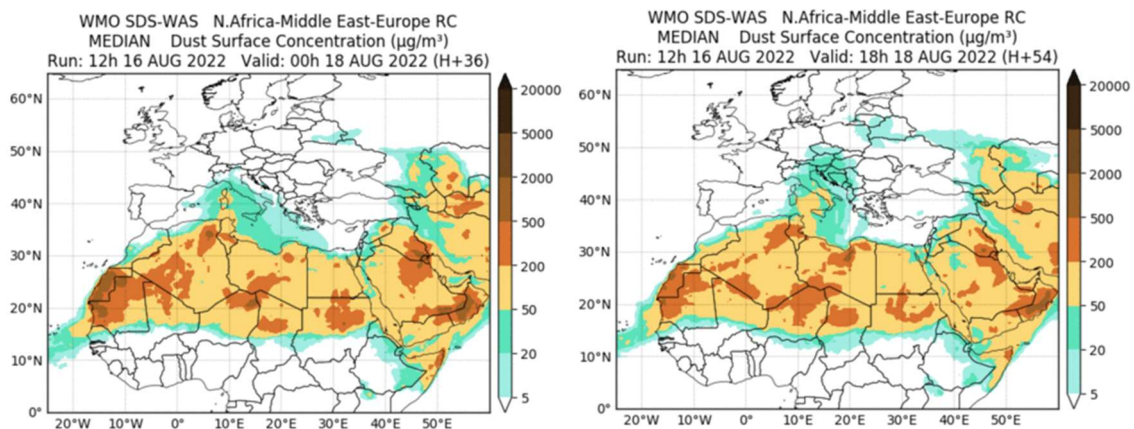 WMO SDS-WAS N.Africa-Middle East-Europe RC
MEDIAN Dust Surface Concentration (µg/m³)
Run: 12h 16 AUG 2022 Valid: 00h 18 AUG 2022 (H+36)
60°N
50°N
40°N
30°N
20°N
10°N
0°
20°W
10°W
0°
10°E
20°E
30°E
40°E
50°E
20000
5000
2000
500
200
50
20
5
WMO SDS-WAS N.Africa-Middle East-Europe RC
MEDIAN Dust Surface Concentration (µg/m³)
Run: 12h 16 AUG 2022 Valid: 18h 18 AUG 2022 (H+54)
60°N
50°N
40°N
30°N
20°N
10°N
0°
20°W
10°W
0°
10°E
20°E
30°E
40°E
50°E
20000
5000
2000
500
200
50
20
5